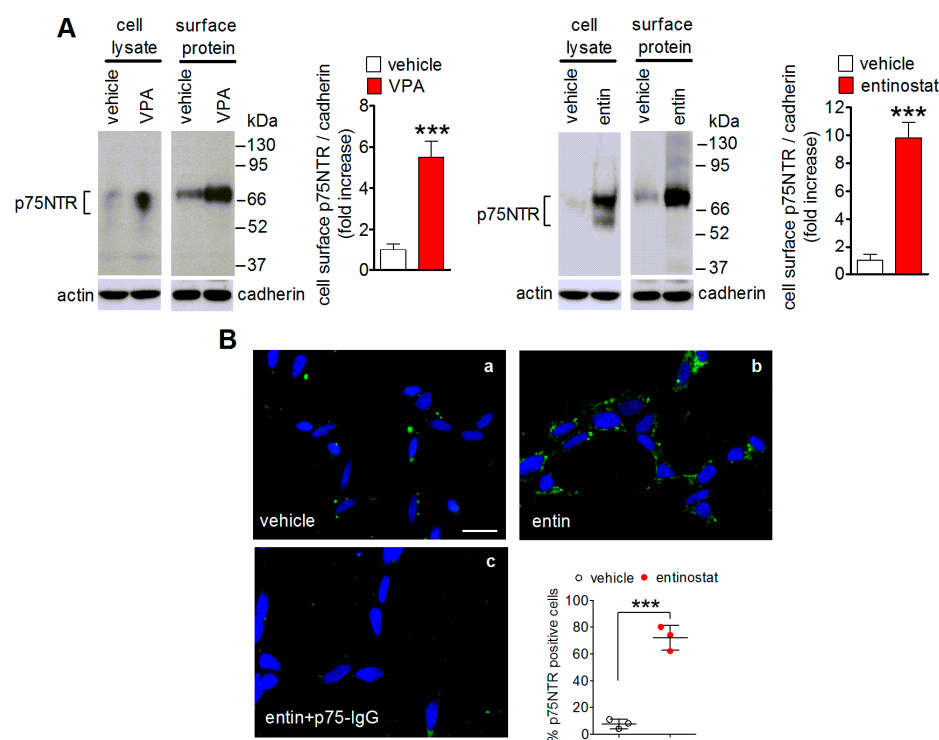 A
cell
lysate
surface
protein
vehicle
VPA
vehicle
VPA
kDa
130
95
66
52
37
p75NTR
actin
cadherin
vehicle
VPA
cell surface p75NTR / cadherin
(fold increase)
8
6
4
2
0
***
cell
lysate
surface
protein
vehicle
entin
vehicle
entin
kDa
130
95
66
52
37
p75NTR
actin
cadherin
vehicle
entinostat
cell surface p75NTR / cadherin
(fold increase)
12
10
8
6
4
2
0
***
B
a
vehicle
b
entin
c
entin+p75-IgG
vehicle
entinostat
% p75NTR positive cells
100
80
60
40
20
0
***